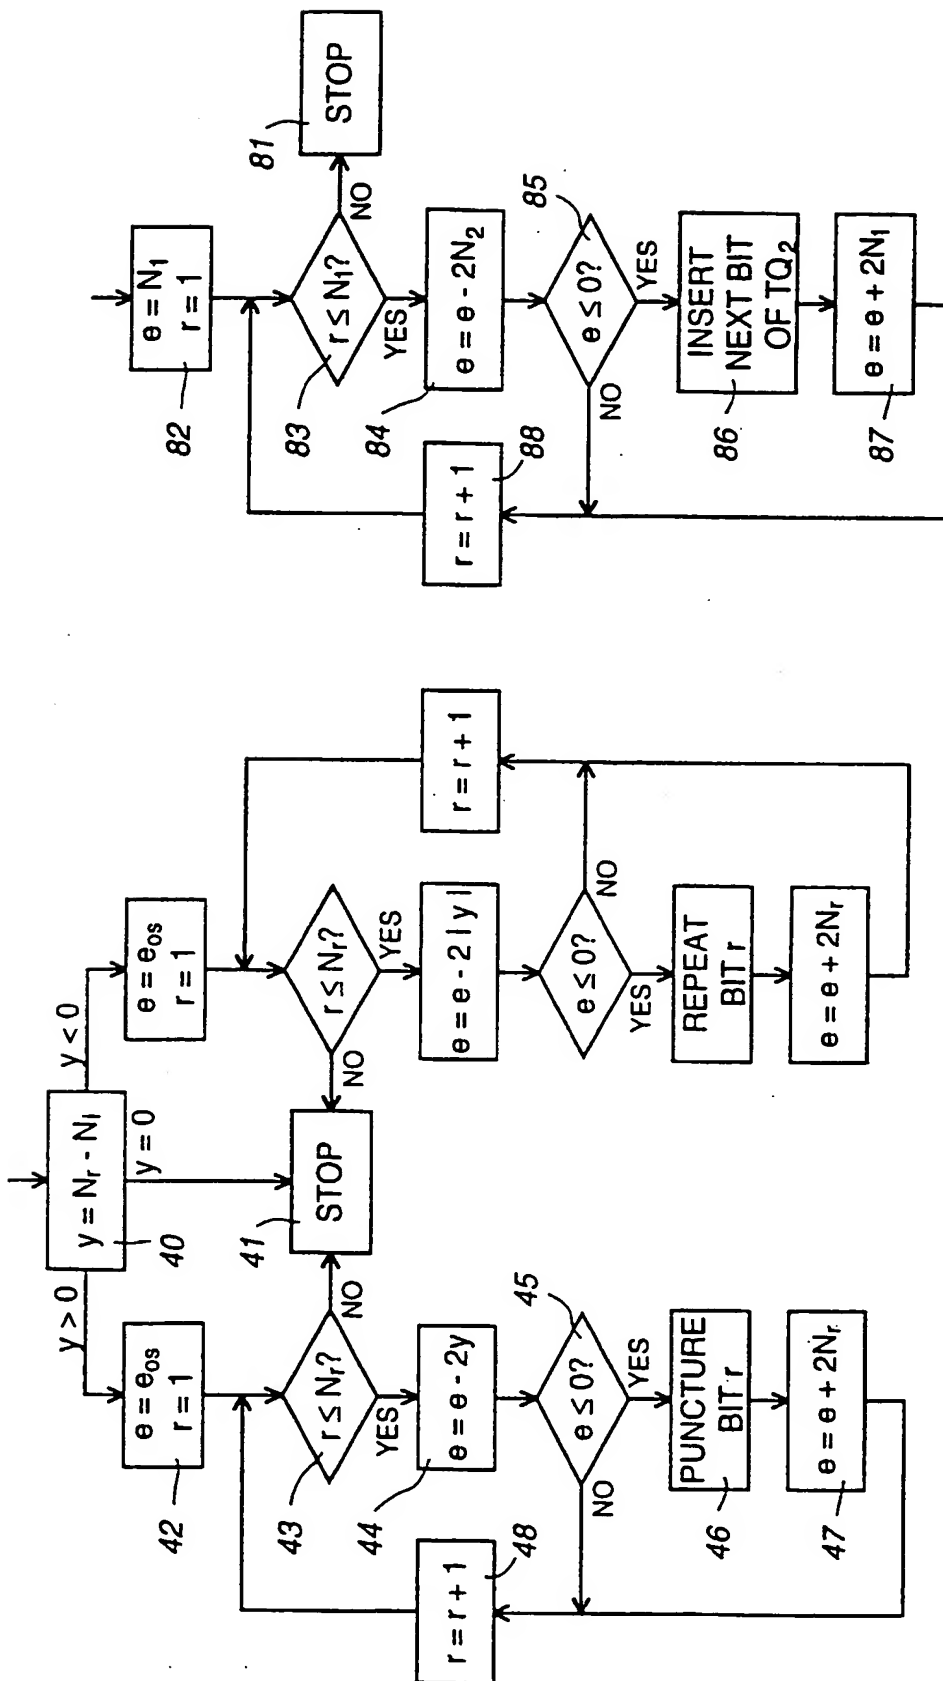 y = Nr - Ni
40
y > 0
y = 0
y < 0
e = eos
r = 1
42
STOP
41
e = eos
r = 1
r ≤ Nr?
43
NO
YES
r ≤ Nr?
NO
YES
e = e - 2y
44
r = r + 1
48
e = e - 2|y|
r = r + 1
e ≤ 0?
45
NO
YES
e ≤ 0?
NO
YES
PUNCTURE
BIT r
46
REPEAT
BIT r
e = e + 2Nr
47
e = e + 2Nr
e = N1
r = 1
82
r ≤ N1?
83
NO
YES
STOP
81
e = e - 2N2
84
r = r + 1
88
e ≤ 0?
85
NO
YES
INSERT
NEXT BIT
OF TQ2
86
e = e + 2N1
87